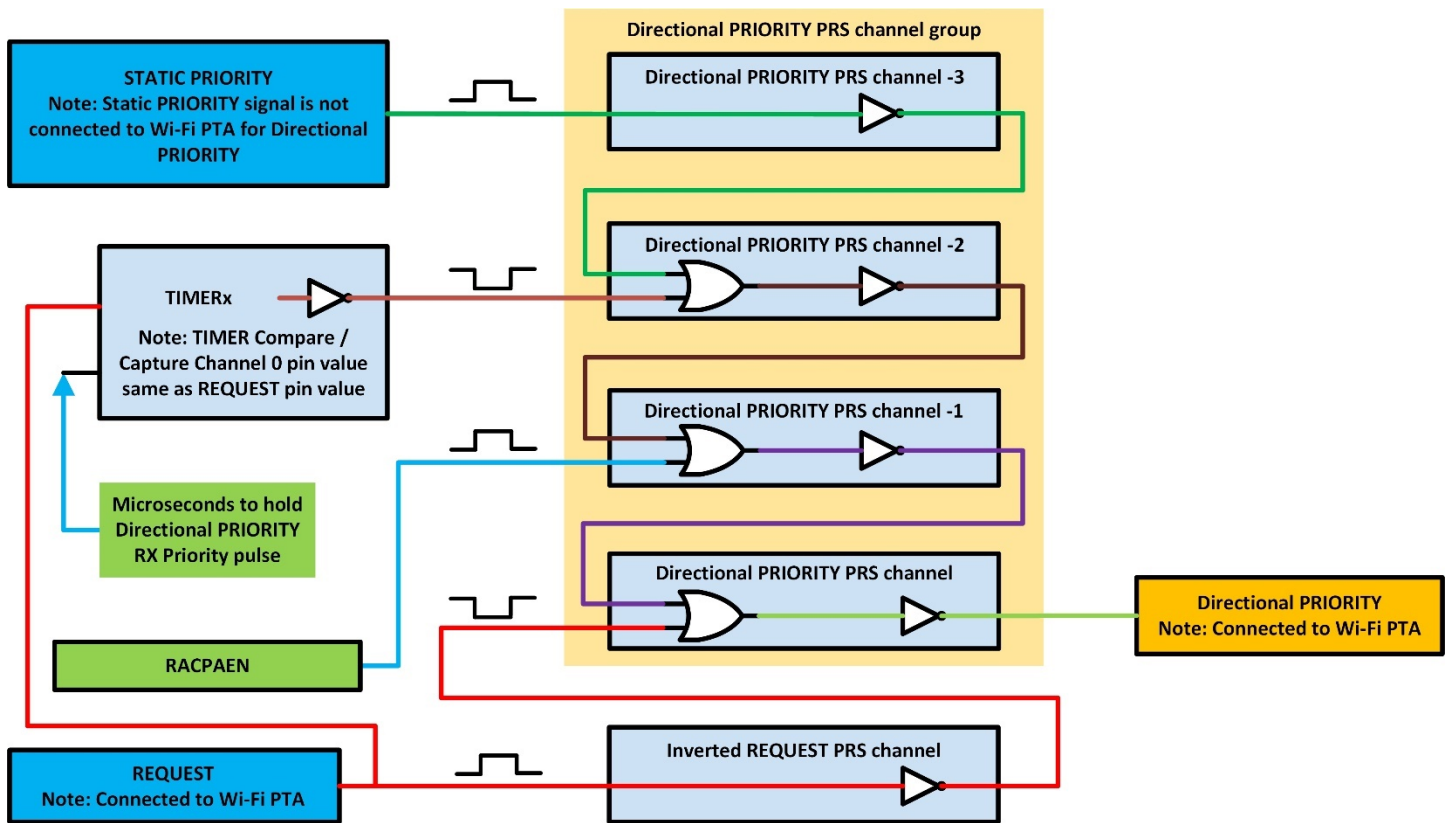 Directional PRIORITY PRS channel group
STATIC PRIORITY
Note: Static PRIORITY signal is not
connected to Wi-Fi PTA for Directional
PRIORITY
Directional PRIORITY PRS channel -3
Directional PRIORITY PRS channel -2
TIMERx
Note: TIMER Compare /
Capture Channel 0 pin value
same as REQUEST pin value
Directional PRIORITY PRS channel -1
Microseconds to hold
Directional PRIORITY
RX Priority pulse
Directional PRIORITY PRS channel
Directional PRIORITY
Note: Connected to Wi-Fi PTA
RACPAEN
Inverted REQUEST PRS channel
REQUEST
Note: Connected to Wi-Fi PTA